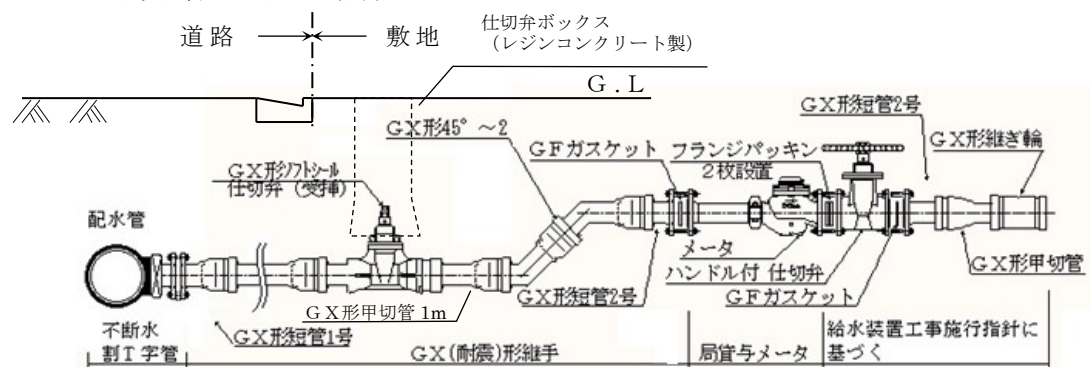 道路
敷地
仕切弁ボックス
（レジンコンクリート製）
G.L
GX形短管2号
GX形45°～2
GFガスケット
フランジパッキン
2枚設置
GX形継ぎ輪
GX形ソフトシール
仕切弁（受挿）
配水管
メータ
ハンドル付 仕切弁
GX形甲切管
GX形短管2号
GFガスケット
GX形甲切管 1m
不断水
割T字管
GX形短管1号
GX(耐震)形継手
局貸与メータ
給水装置工事施行指針に
基づく